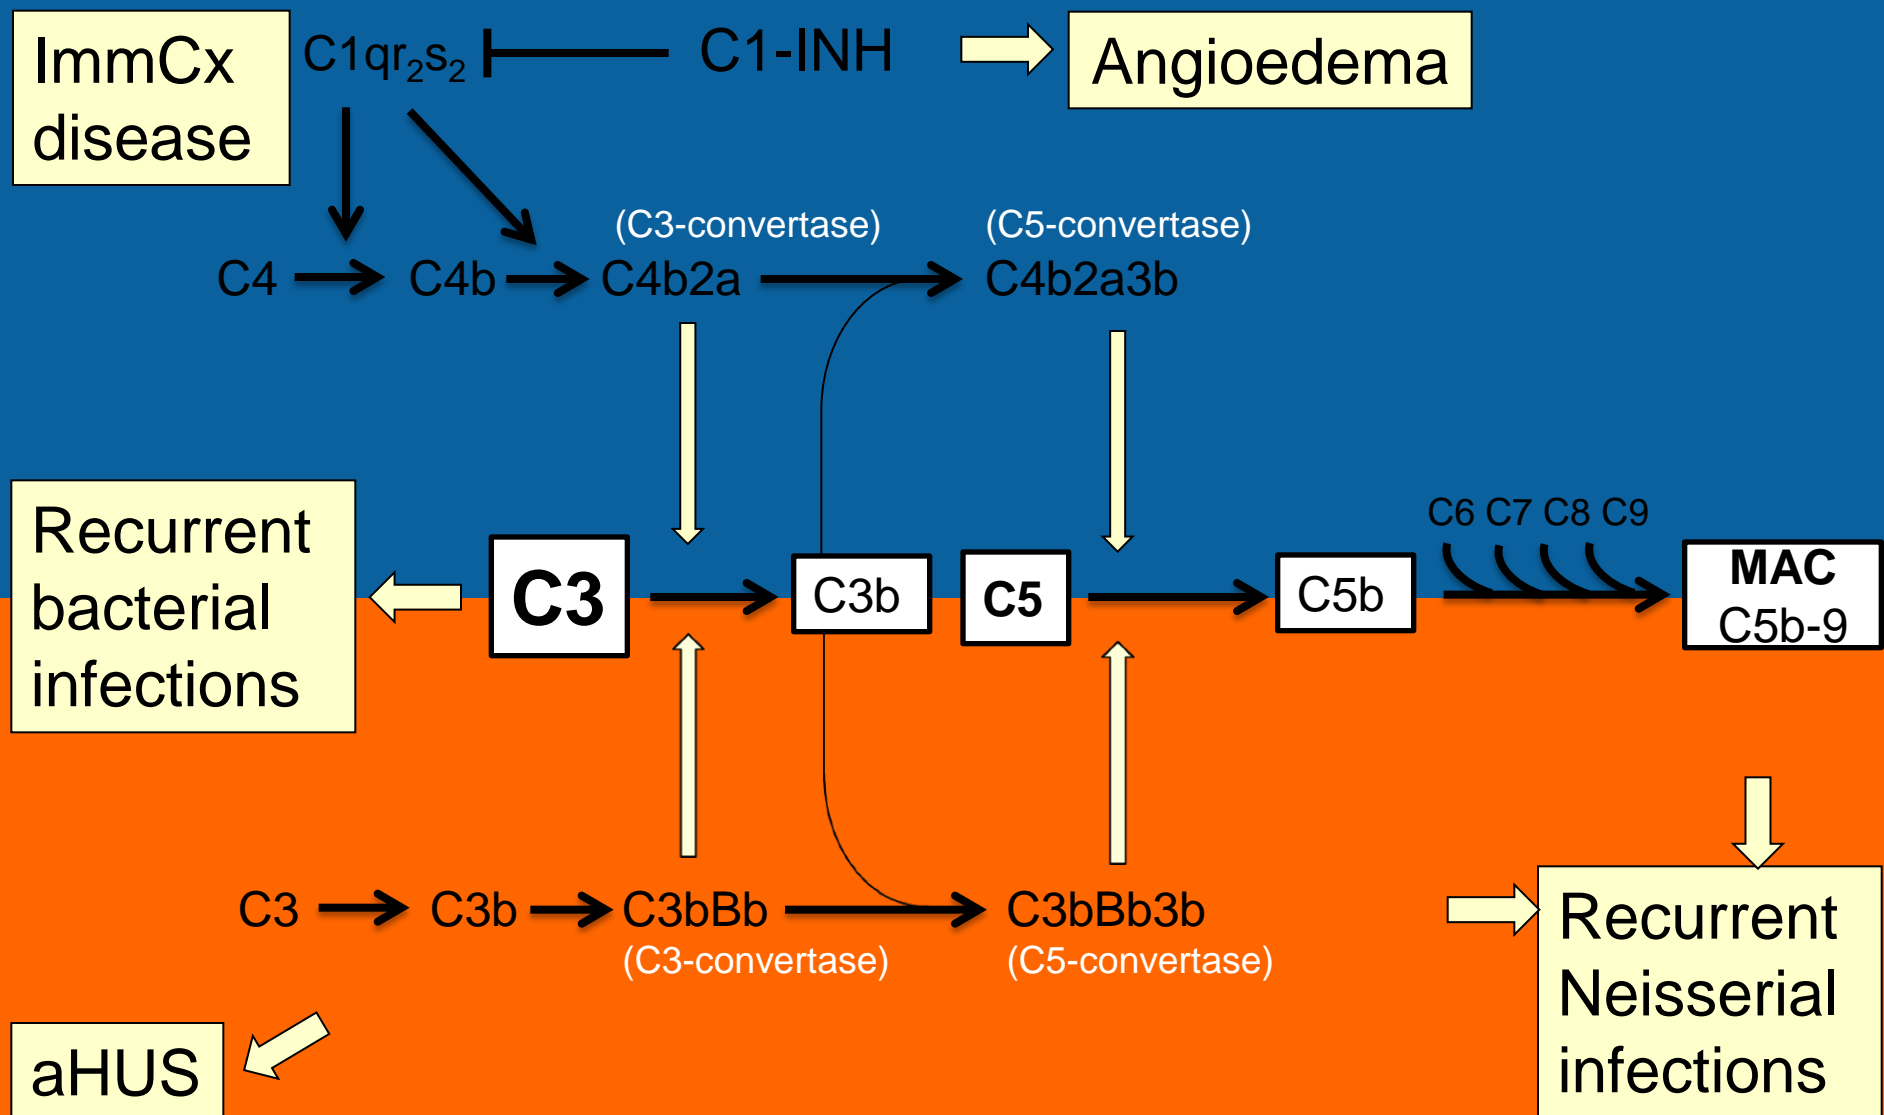 ImmCx
disease
C1qr₂s₂
C1-INH
Angioedema
(C3-convertase)
(C5-convertase)
C4
C4b
C4b2a
C4b2a3b
Recurrent
bacterial
infections
C3
C3b
C5
C5b
C6 C7 C8 C9
MAC
C5b-9
C3
C3b
C3bBb
C3bBb3b
(C3-convertase)
(C5-convertase)
Recurrent
Neisserial
infections
aHUS